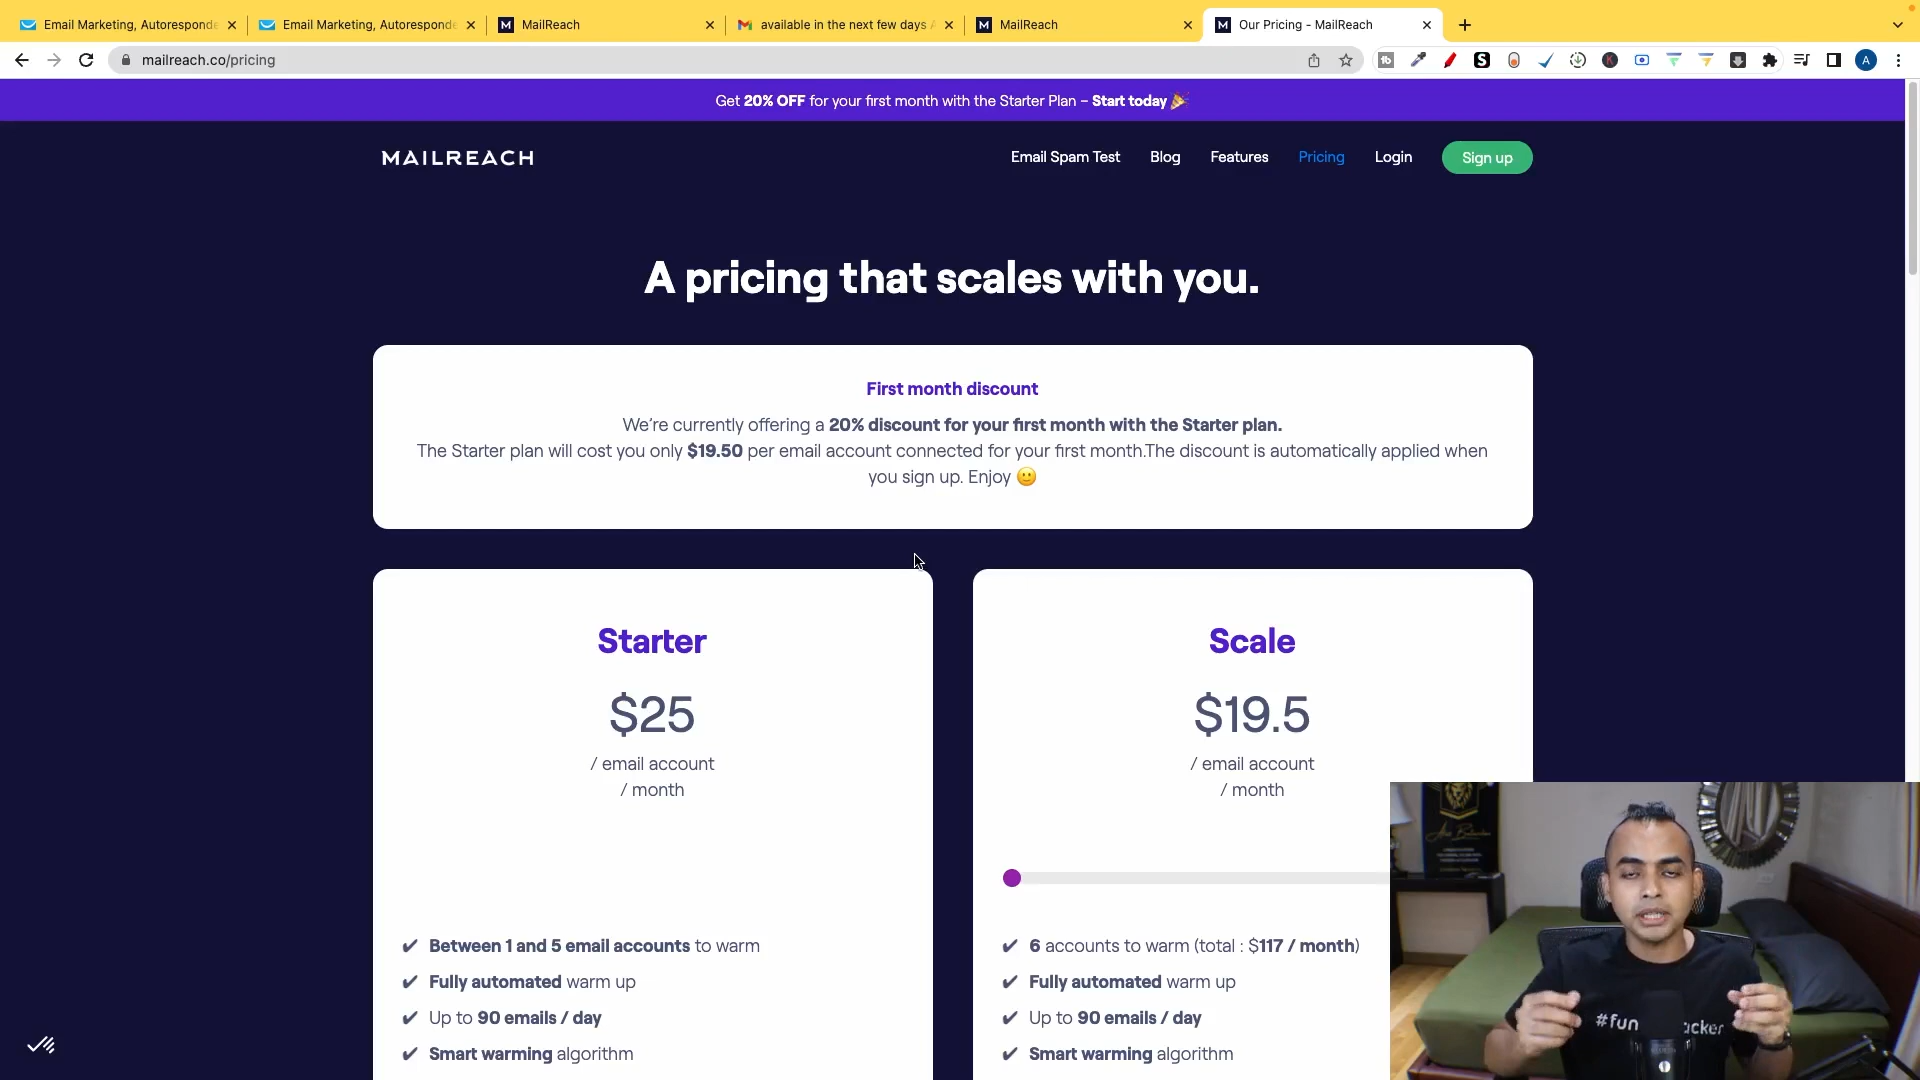 Email Marketing, Autoresponde
Email Marketing, Autoresponde
MailReach
available in the next few days A
MailReach
Our Pricing - MailReach
mailreach.co/pricing
A
Get 20% OFF for your first month with the Starter Plan – Start today 🎉
MAILREACH
Email Spam Test
Blog
Features
Pricing
Login
Sign up
A pricing that scales with you.
First month discount
We're currently offering a 20% discount for your first month with the Starter plan.
The Starter plan will cost you only $19.50 per email account connected for your first month.The discount is automatically applied when
you sign up. Enjoy 🙂
Starter
$25
/ email account
/ month
✔ Between 1 and 5 email accounts to warm
✔ Fully automated warm up
✔ Up to 90 emails / day
✔ Smart warming algorithm
Scale
$19.5
/ email account
/ month
✔ 6 accounts to warm (total : $117 / month)
✔ Fully automated warm up
✔ Up to 90 emails / day
✔ Smart warming algorithm
#fun acker